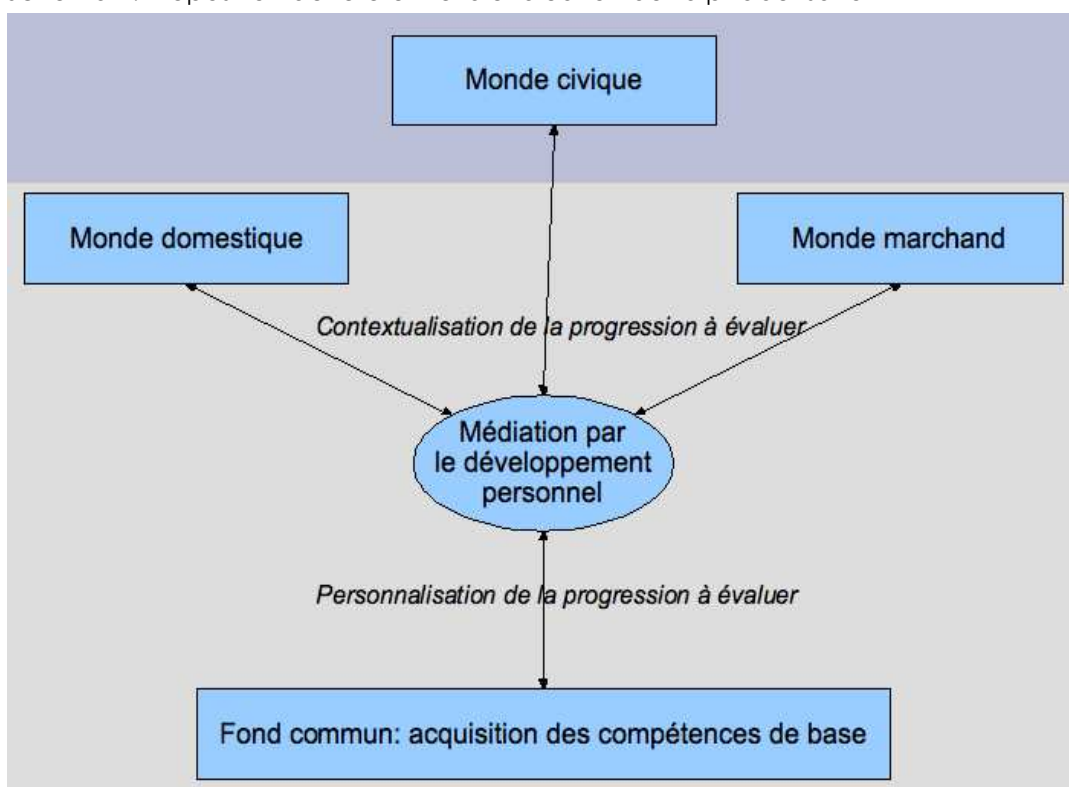 Monde civique
Monde domestique
Monde marchand
Contextualisation de la progression à évaluer
Médiation par
le développement
personnel
Personnalisation de la progression à évaluer
Fond commun: acquisition des compétences de base